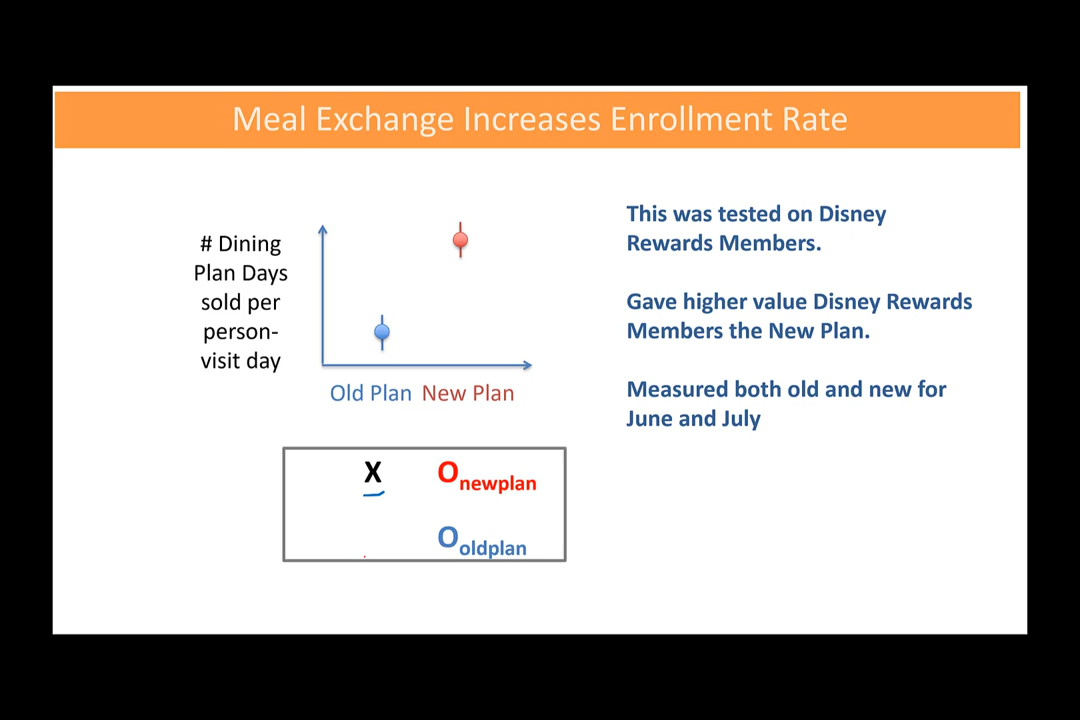 Meal Exchange Increases Enrollment Rate
# Dining
Plan Days
sold per
person-
visit day
Old Plan New Plan
X Onewplan
Ooldplan
This was tested on Disney
Rewards Members.
Gave higher value Disney Rewards
Members the New Plan.
Measured both old and new for
June and July